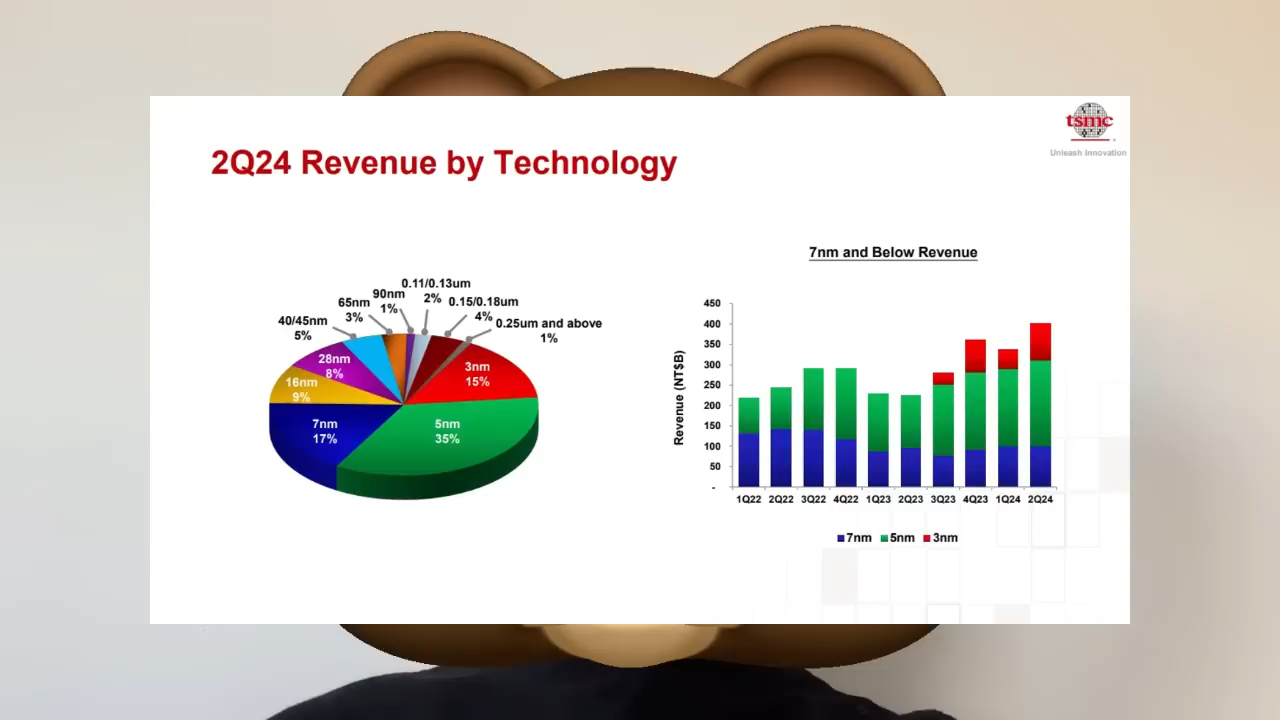 tsmc
Unleash Innovation
2Q24 Revenue by Technology
0.11/0.13um
2%
90nm
1%
65nm
3%
0.15/0.18um
4%
40/45nm
5%
0.25um and above
1%
28nm
8%
3nm
15%
16nm
9%
7nm
17%
5nm
35%
7nm and Below Revenue
Revenue (NT$B)
450
400
350
300
250
200
150
100
50
-
1Q22 2Q22 3Q22 4Q22 1Q23 2Q23 3Q23 4Q23 1Q24 2Q24
7nm 5nm 3nm